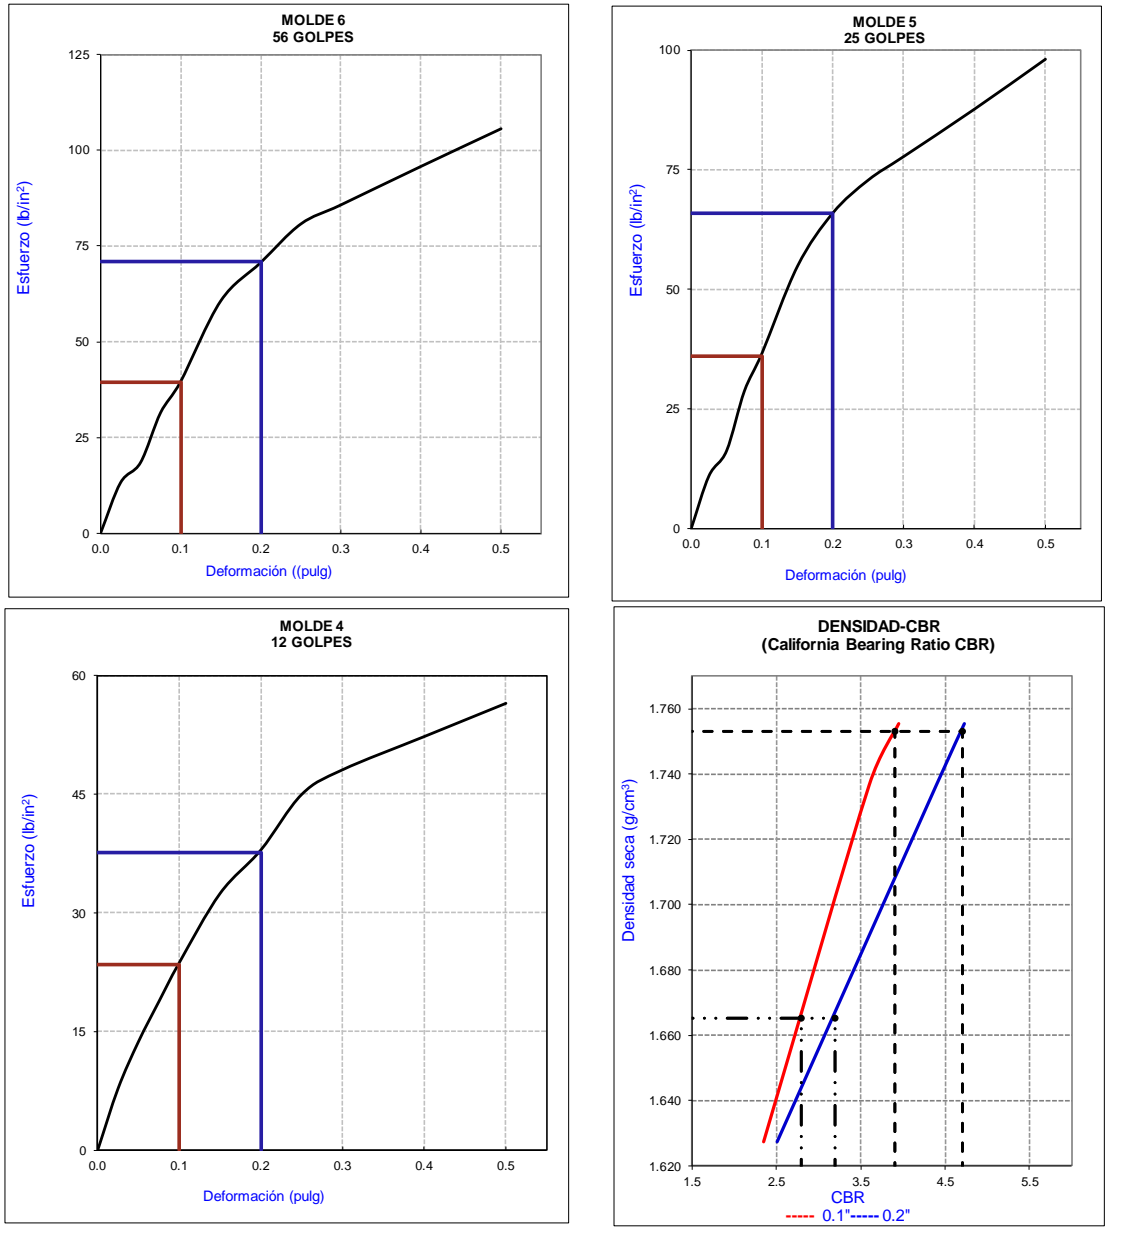 MOLDE 6
56 GOLPES
125
100
75
50
25
0
0.0 0.1 0.2 0.3 0.4 0.5
Esfuerzo (lb/in²)
Deformación ((pulg)
MOLDE 5
25 GOLPES
100
75
50
25
0
0.0 0.1 0.2 0.3 0.4 0.5
Esfuerzo (lb/in²)
Deformación (pulg)
MOLDE 4
12 GOLPES
60
45
30
15
0
0.0 0.1 0.2 0.3 0.4 0.5
Esfuerzo (lb/in²)
Deformación (pulg)
DENSIDAD-CBR
(California Bearing Ratio CBR)
1.760
1.740
1.720
1.700
1.680
1.660
1.640
1.620
1.5 2.5 3.5 4.5 5.5
Densidad seca (g/cm³)
CBR
----- 0.1"----- 0.2"